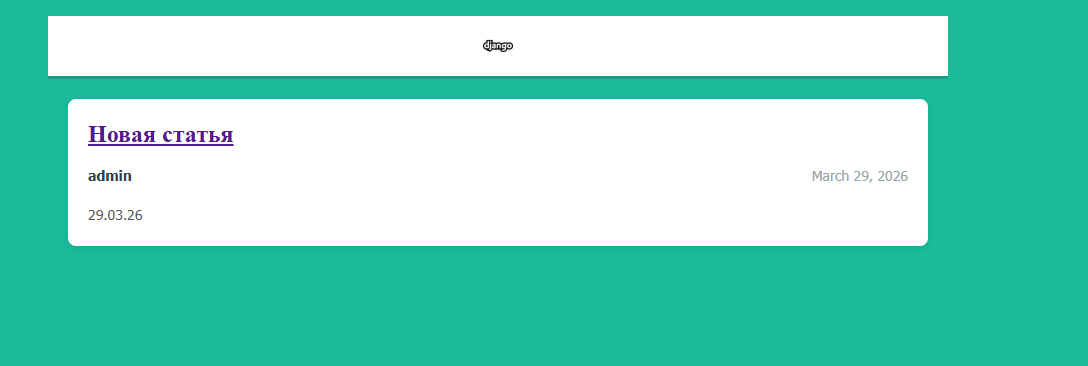 django
Новая статья
admin
March 29, 2026
29.03.26